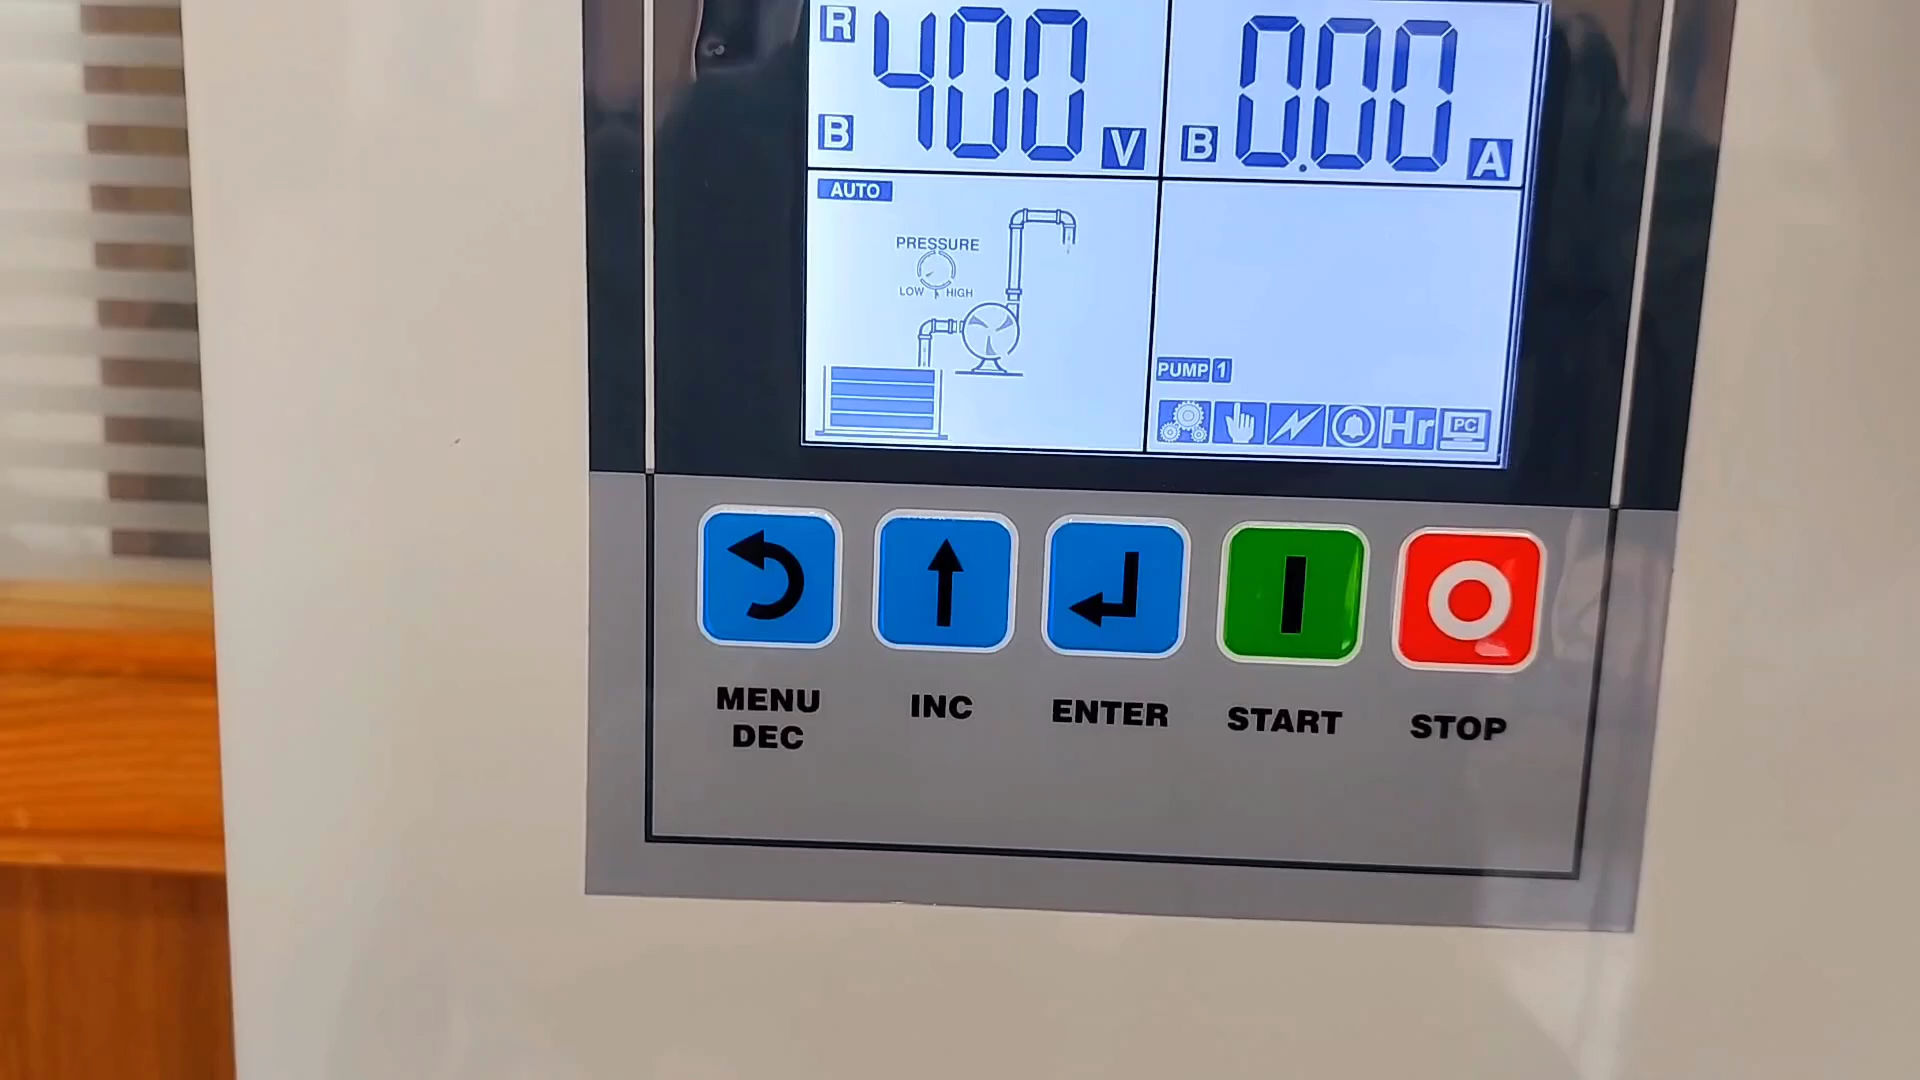 R
400
B
V
0.00
B
A
AUTO
PRESSURE
LOW HIGH
PUMP 1
Hr
PC
MENU
DEC
INC
ENTER
START
STOP